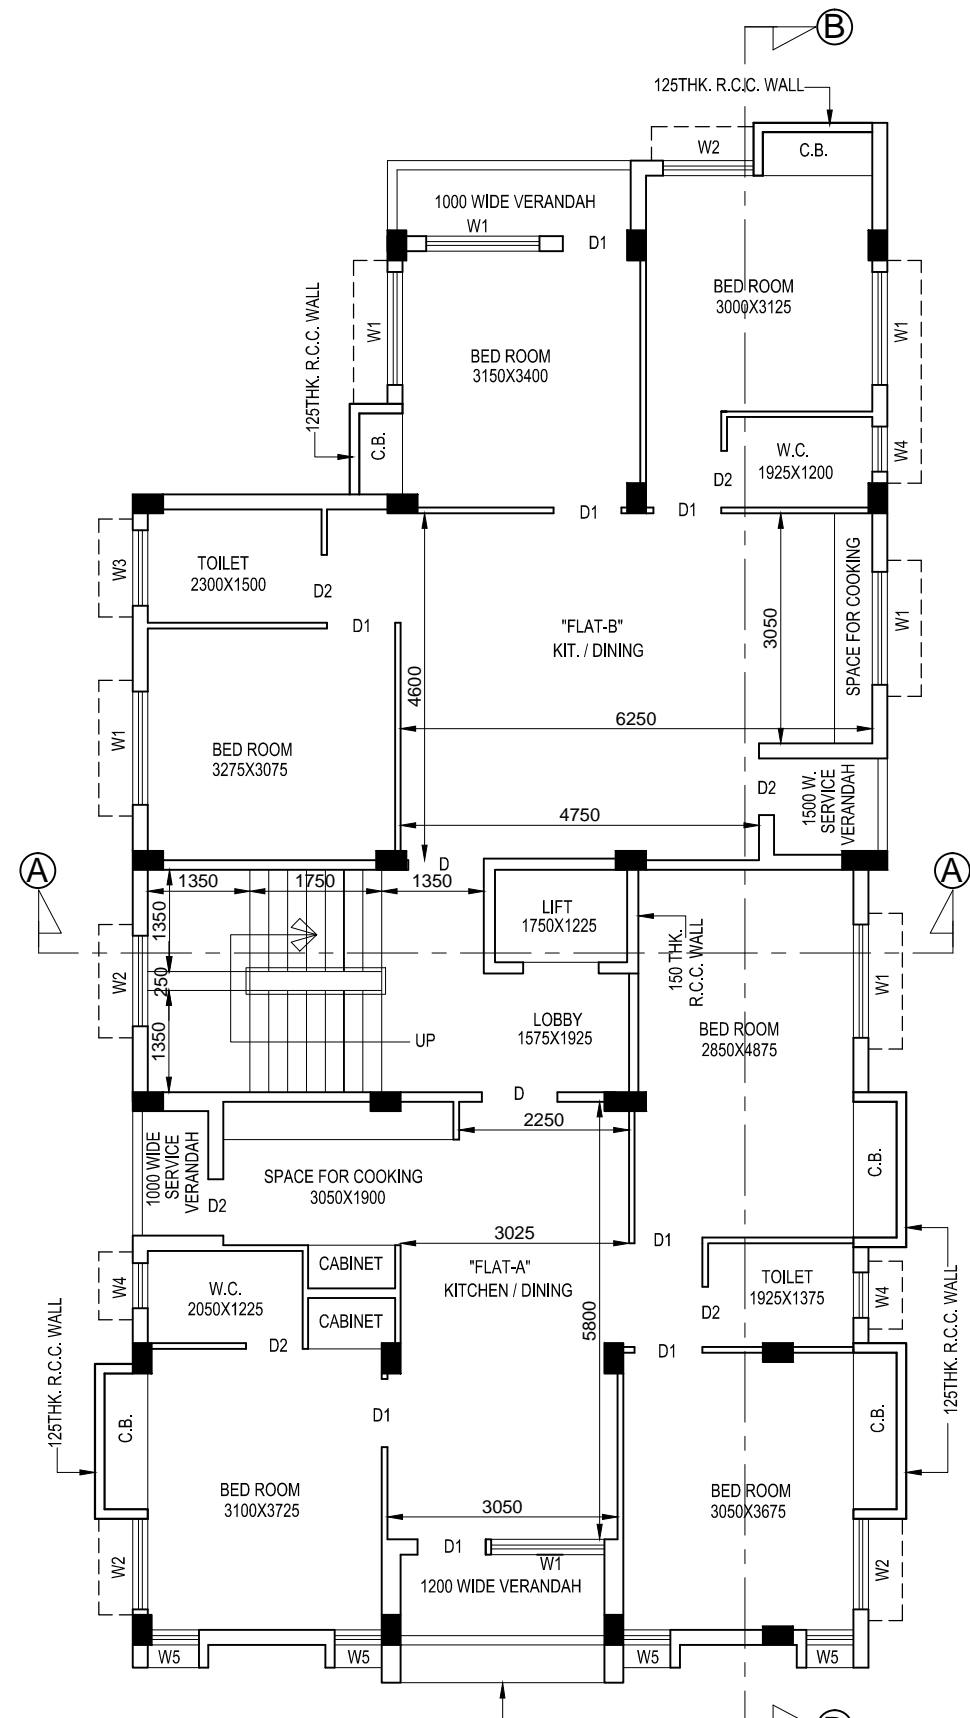 B
125THK. R.C.C. WALL
W2
C.B.
1000 WIDE VERANDAH
W1
D1
BED ROOM
3000X3125
125THK. R.C.C. WALL
W1
W1
BED ROOM
3150X3400
C.B.
W.C.
1925X1200
W4
D2
D1
D1
TOILET
2300X1500
W3
D2
D1
"FLAT-B"
KIT. / DINING
3050
SPACE FOR COOKING
W1
4600
6250
W1
BED ROOM
3275X3075
D2
1500 W.
SERVICE
VERANDAH
4750
A
D
A
1350
1750
1350
1350
LIFT
1750X1225
150 THK.
R.C.C. WALL
W2
250
W1
1350
UP
LOBBY
1575X1925
BED ROOM
2850X4875
D
2250
1000 WIDE
SERVICE
VERANDAH
SPACE FOR COOKING
3050X1900
C.B.
D2
3025
D1
CABINET
"FLAT-A"
KITCHEN / DINING
TOILET
1925X1375
W4
W.C.
2050X1225
W4
CABINET
D2
5800
125THK. R.C.C. WALL
D2
D1
125THK. R.C.C. WALL
C.B.
D1
C.B.
BED ROOM
3100X3725
BED ROOM
3050X3675
3050
D1
W1
W2
W2
1200 WIDE VERANDAH
W5
W5
W5
W5